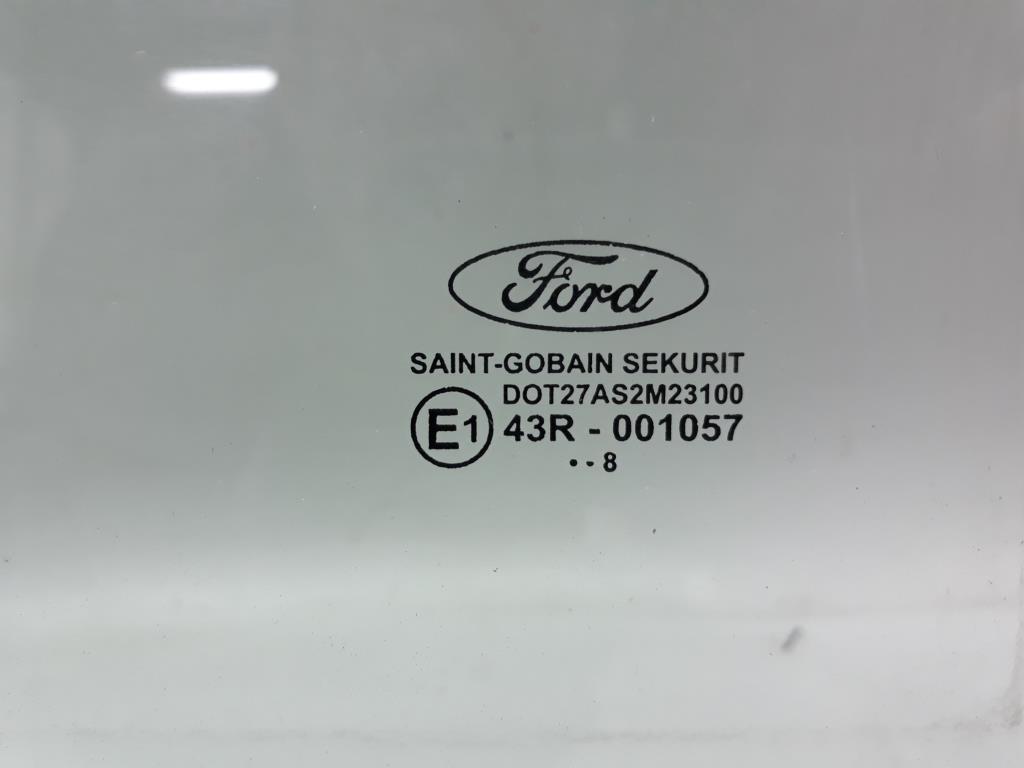 Ford
SAINT-GOBAIN SEKURIT
DOT27AS2M23100
E1 43R - 001057
• - 8